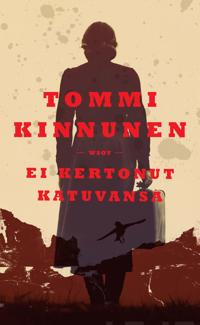 TOMMI
KINNUNEN
— WSOY —
EI KERTONUT
KATUVANSA